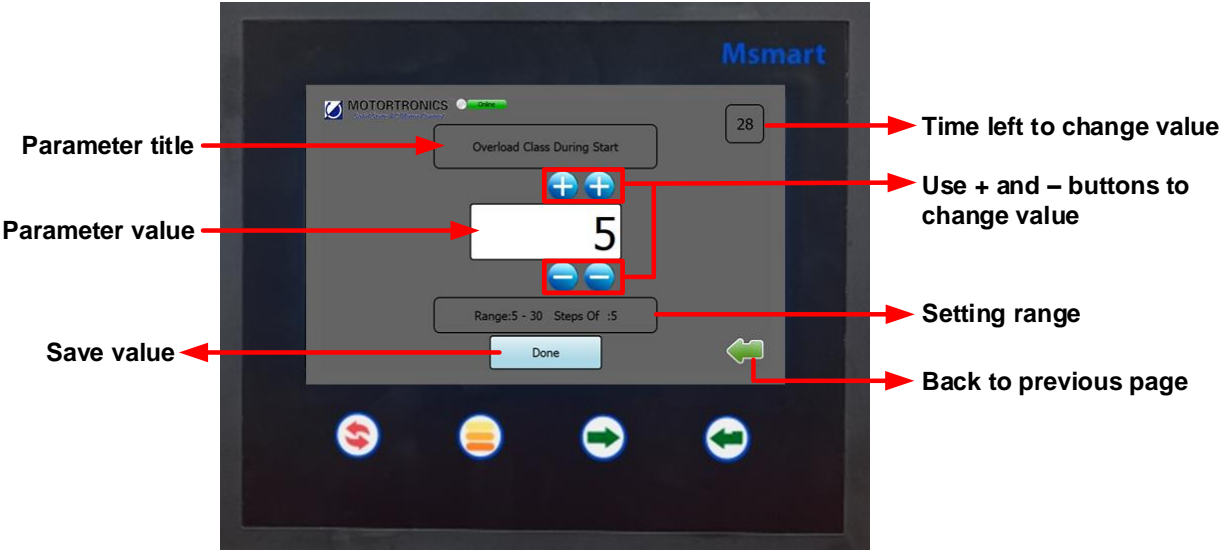 Msmart
MOTORTRONICS
Online
28
Time left to change value
Parameter title
Overload Class During Start
Use + and – buttons to
change value
Parameter value
5
Range:5 - 30 Steps Of :5
Setting range
Save value
Done
Back to previous page